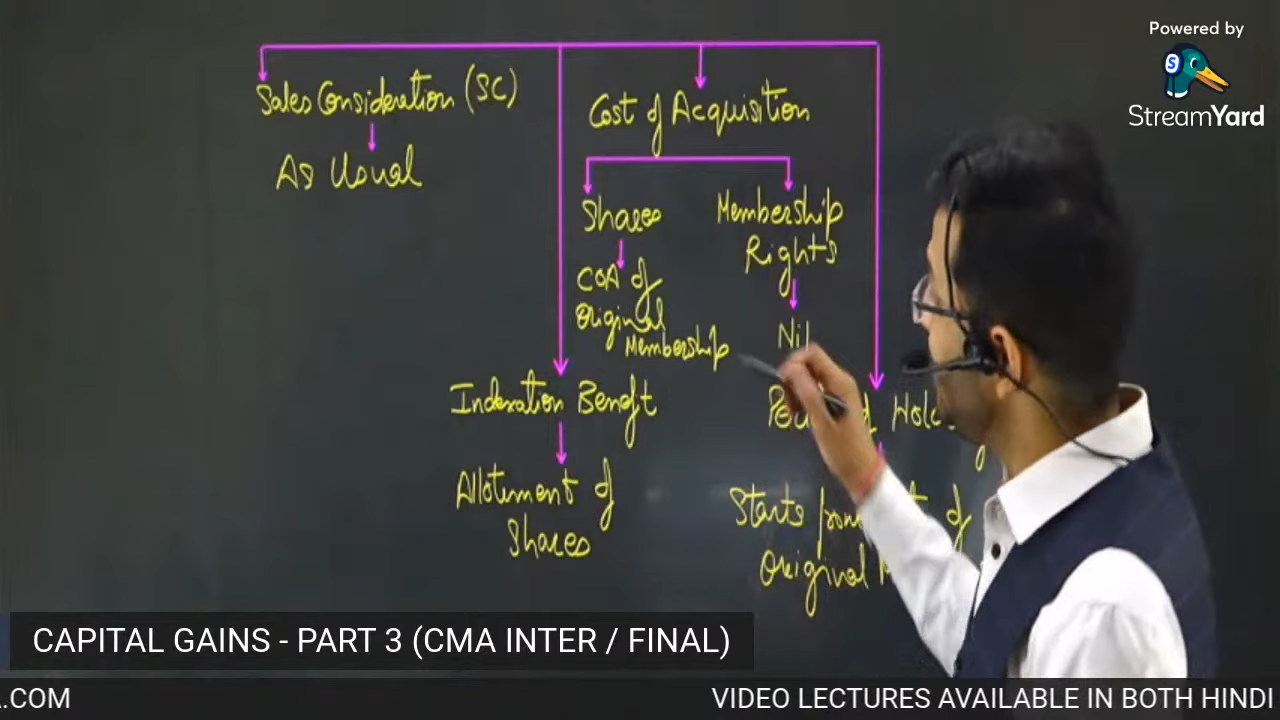 Powered by
StreamYard
Sales Consideration (SC)
As Usual
Cost of Acquisition
Shares
COA of
Original
Membership
Membership
Rights
Nil
Indexation Benefit
Allotment of
Shares
Starts from
of
Original
CAPITAL GAINS - PART 3 (CMA INTER / FINAL)
.COM
VIDEO LECTURES AVAILABLE IN BOTH HINDI